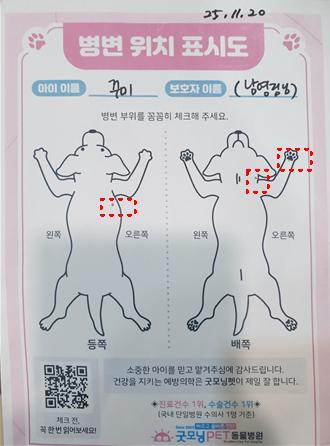 25.11.20
병변 위치 표시도
아이 이름 꾸미 보호자 이름
병변 부위를 꼼꼼히 체크해 주세요.
왼쪽 오른쪽 왼쪽 오른쪽
등쪽 배쪽
체크 전,
꼭 한 번 읽어보세요!
소중한 아이를 믿고 맡겨주심에 감사드립니다.
건강을 지키는 예방의학은 굿모닝펫이 제일 잘 합니다.
진료건수 1위, 수술건수 1위
(국내 단일병원 수의사 1명 기준)
굿모닝PET 동물병원